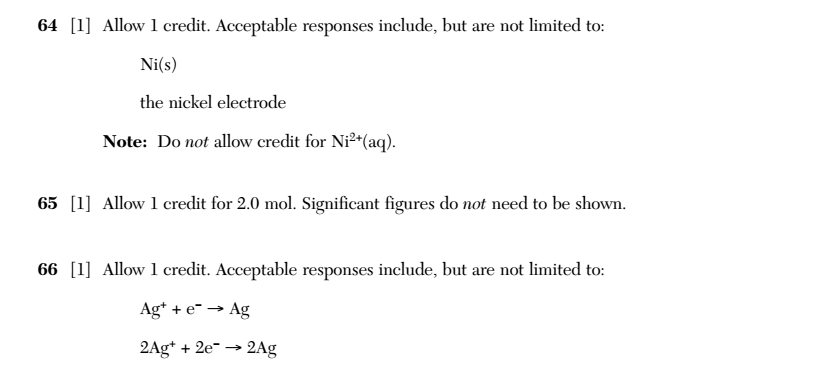 64 [1] Allow 1 credit. Acceptable responses include, but are not limited to:
Ni(s)
the nickel electrode
Note: Do not allow credit for Ni²⁺(aq).
65 [1] Allow 1 credit for 2.0 mol. Significant figures do not need to be shown.
66 [1] Allow 1 credit. Acceptable responses include, but are not limited to:
Ag⁺ + e⁻ → Ag
2Ag⁺ + 2e⁻ → 2Ag